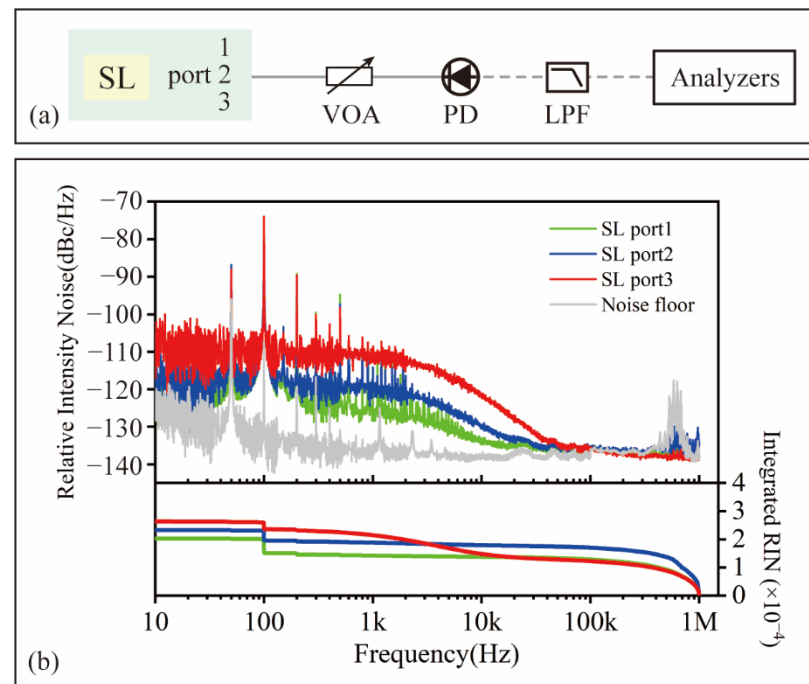 1
SL port 2
3
Analyzers
(a) VOA PD LPF
Relative Intensity Noise(dBc/Hz)
−70
−80
−90
−100
−110
−120
−130
−140
SL port1
SL port2
SL port3
Noise floor
Integrated RIN (×10⁻⁴)
4
3
2
1
0
10 100 1k 10k 100k 1M
Frequency(Hz)
(b)